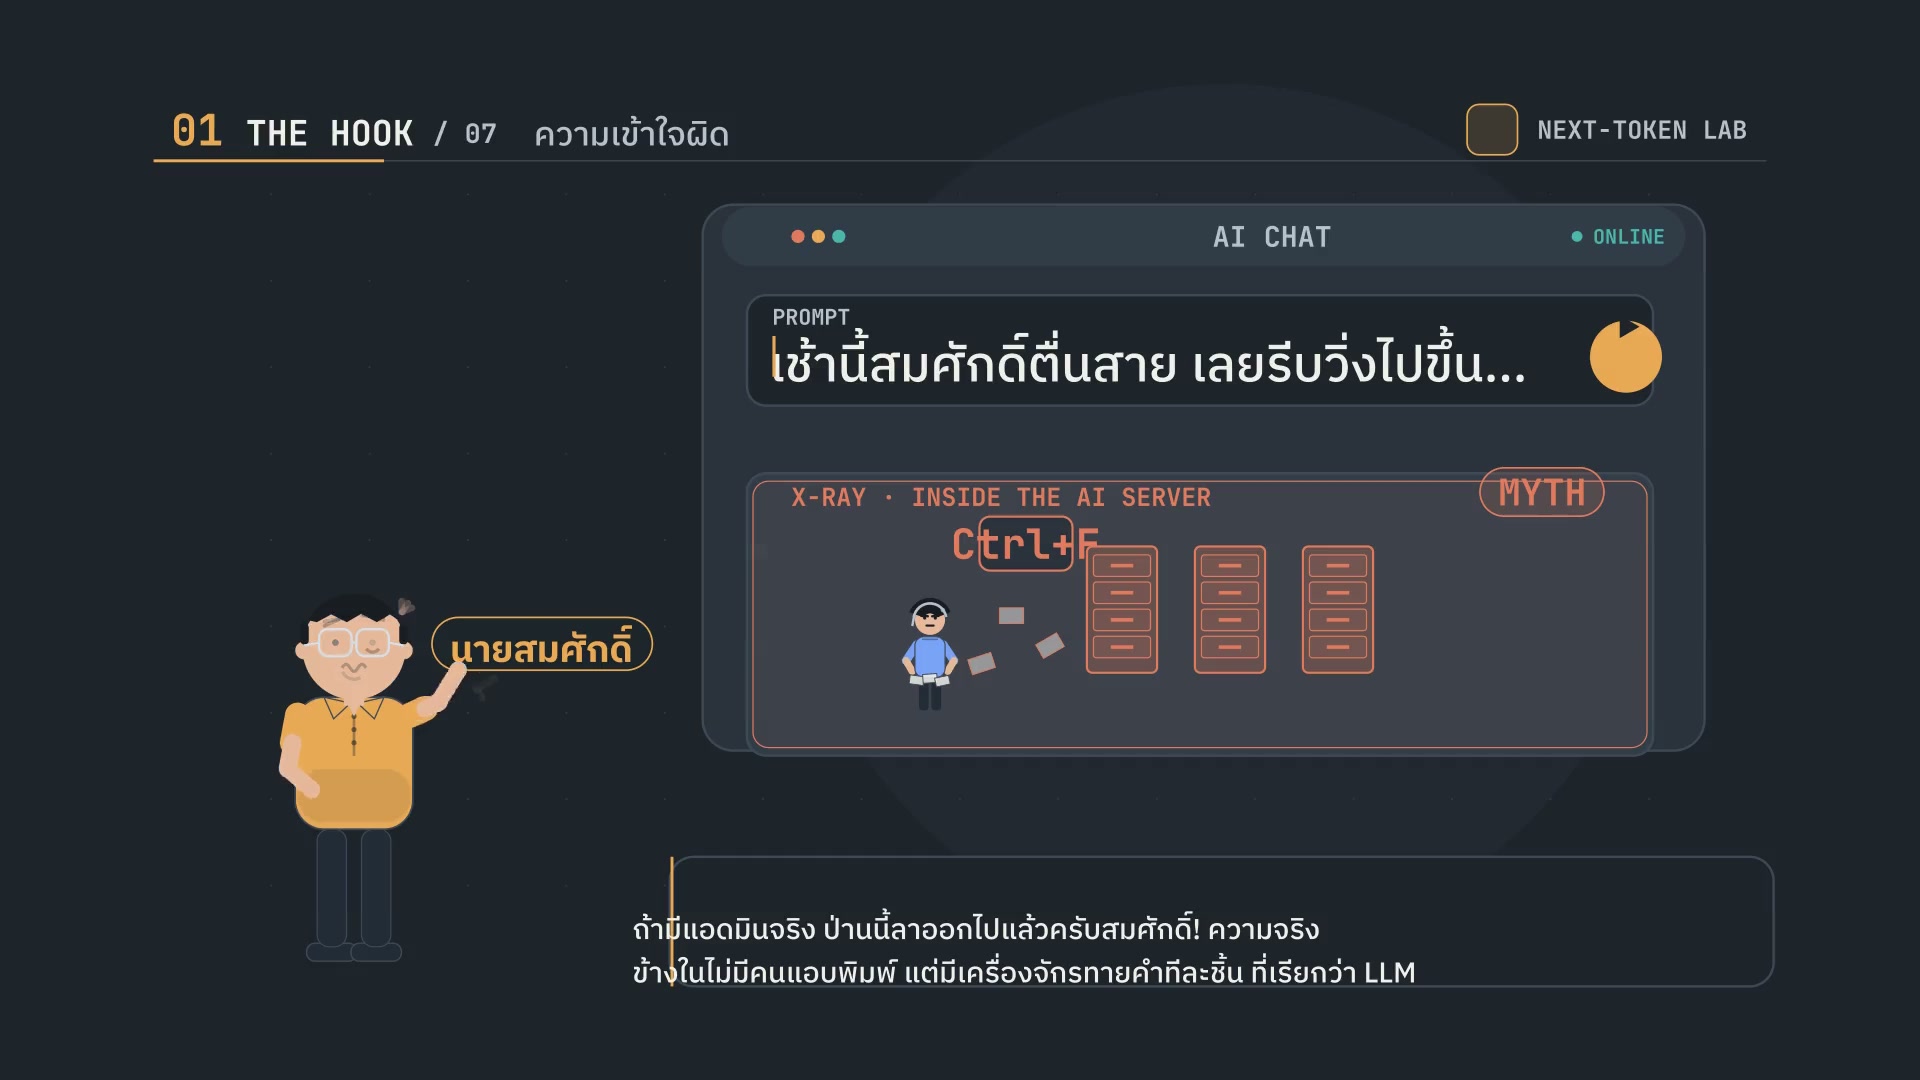 01 THE HOOK / 07 ความเข้าใจผิด
NEXT-TOKEN LAB
AI CHAT
ONLINE
PROMPT
เช้านี้สมศักดิ์ตื่นสาย เลยรีบวิ่งไปขึ้น...
X-RAY · INSIDE THE AI SERVER
MYTH
Ctrl+F
นายสมศักดิ์
ถ้ามีแอดมินจริง ป่านนี้ลาออกไปแล้วครับสมศักดิ์! ความจริง
ข้างในไม่มีคนแอบพิมพ์ แต่มีเครื่องจักรทายคำทีละชิ้น ที่เรียกว่า LLM